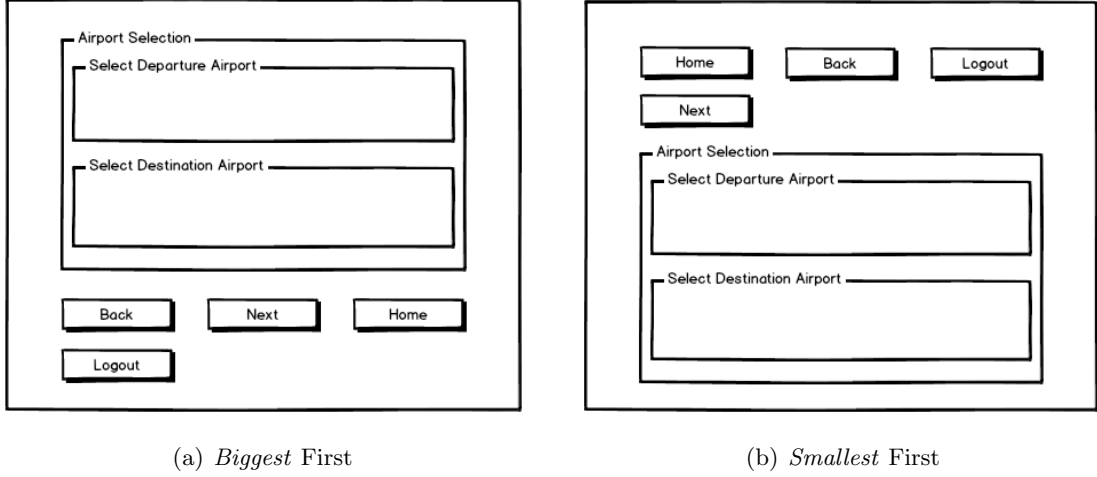 Airport Selection
Select Departure Airport
Select Destination Airport
Back Next Home
Logout
(a) Biggest First
Home Back Logout
Next
Airport Selection
Select Departure Airport
Select Destination Airport
(b) Smallest First